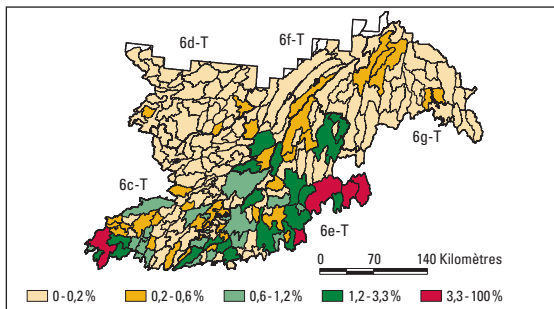 6d-T
6f-T
6g-T
6c-T
6e-T
0 70 140 Kilomètres
0 - 0,2 % 0,2 - 0,6 % 0,6 - 1,2 % 1,2 - 3,3 % 3,3 - 100 %